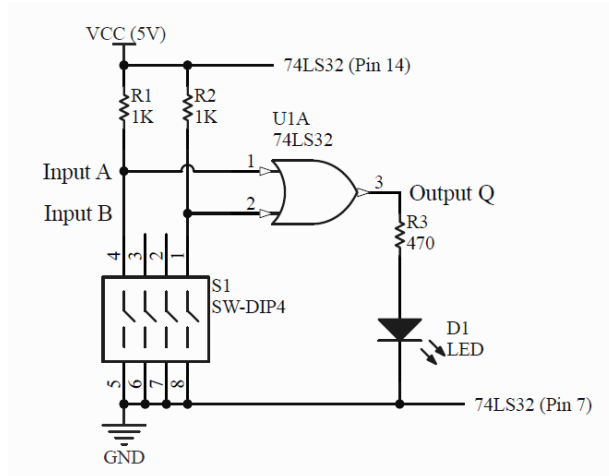 VCC (5V)
74LS32 (Pin 14)
R1
1K
R2
1K
U1A
74LS32
Input A
1
3
Output Q
Input B
2
R3
470
4
3
2
1
S1
SW-DIP4
D1
LED
5
6
7
8
74LS32 (Pin 7)
GND